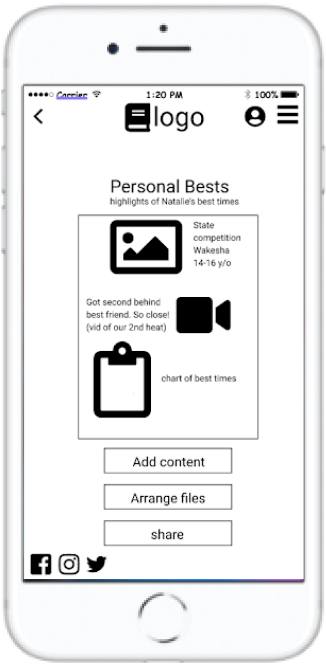 Carrier 1:20 PM 100%
logo
Personal Bests
highlights of Natalie's best times
State
competition
Wakesha
14-16 y/o
Got second behind
best friend. So close!
(vid of our 2nd heat)
chart of best times
Add content
Arrange files
share